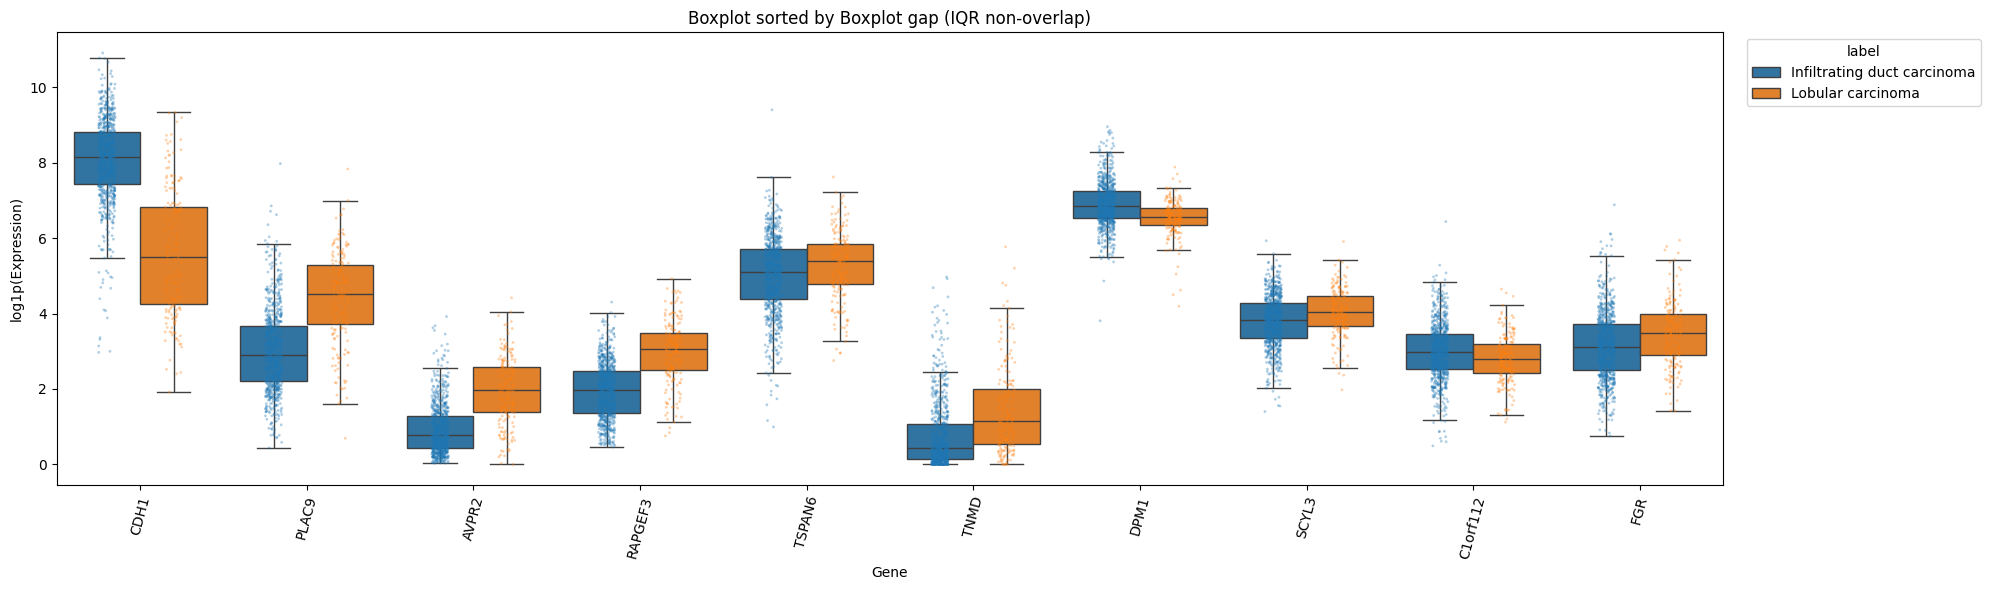 Boxplot sorted by Boxplot gap (IQR non-overlap)
label
Infiltrating duct carcinoma
Lobular carcinoma
log1p(Expression)
10
8
6
4
2
0
CDH1
PLAC9
AVPR2
RAPGEF3
TSPAN6
TNMD
DPM1
SCYL3
C1orf112
FGR
Gene